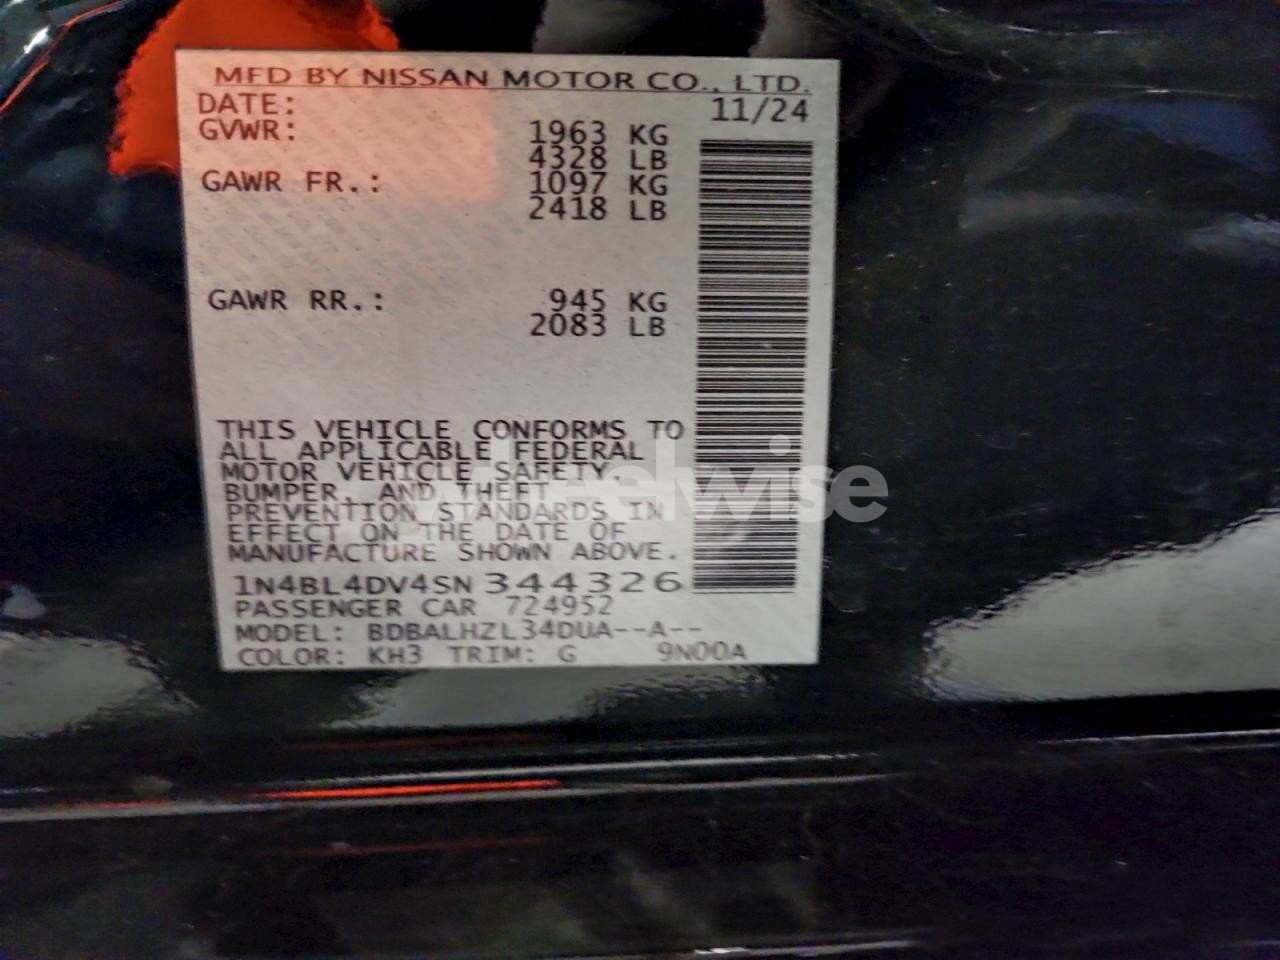 MFD BY NISSAN MOTOR CO., LTD.
DATE: 11/24
GVWR: 1963 KG
4328 LB
GAWR FR.: 1097 KG
2418 LB
GAWR RR.: 945 KG
2083 LB
THIS VEHICLE CONFORMS TO
ALL APPLICABLE FEDERAL
MOTOR VEHICLE SAFETY,
BUMPER, AND THEFT
PREVENTION STANDARDS IN
EFFECT ON THE DATE OF
MANUFACTURE SHOWN ABOVE.
1N4BL4DV4SN344326
PASSENGER CAR 724952
MODEL: BDBALHZL34DUA--A--
COLOR: KH3 TRIM: G 9N00A
wheelwise